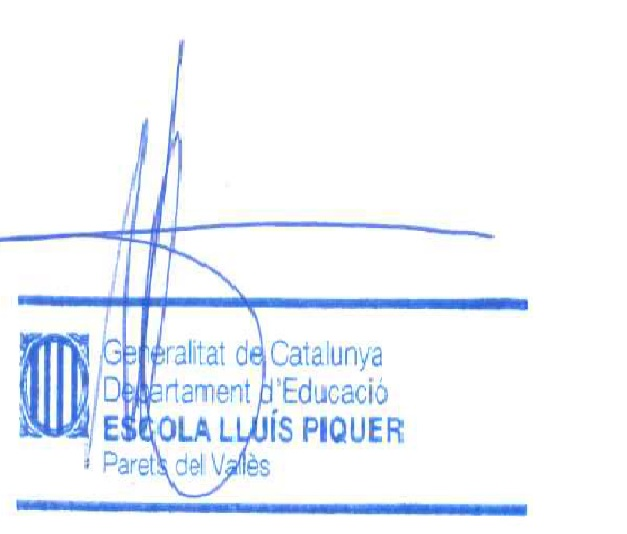 Generalitat de Catalunya
Departament d'Educació
ESCOLA LLUÍS PIQUER
Parets del Vallès